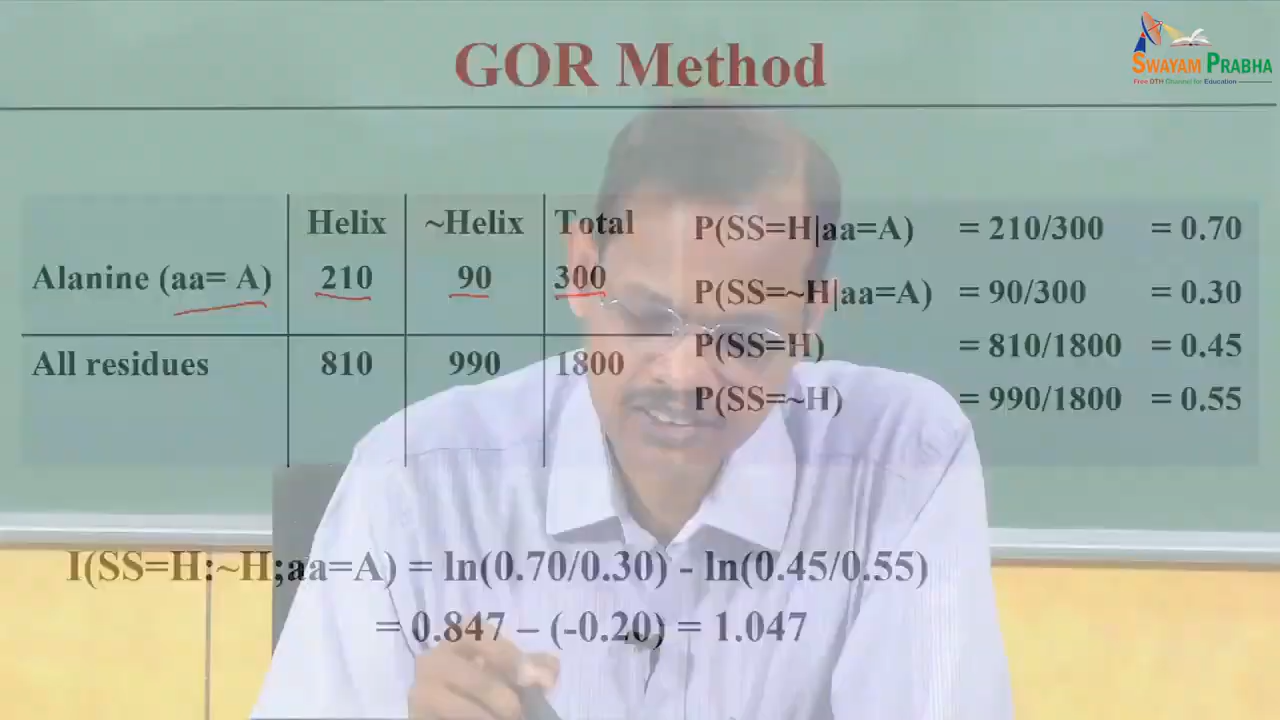 GOR Method
SWAYAM PRABHA
Free DTH Channel for Education
Helix ~Helix Total
Alanine (aa= A) 210 90 300
All residues 810 990 1800
P(SS=H|aa=A) = 210/300 = 0.70
P(SS=~H|aa=A) = 90/300 = 0.30
P(SS=H) = 810/1800 = 0.45
P(SS=~H) = 990/1800 = 0.55
I(SS=H:~H;aa=A) = ln(0.70/0.30) - ln(0.45/0.55)
= 0.847 – (-0.20) = 1.047